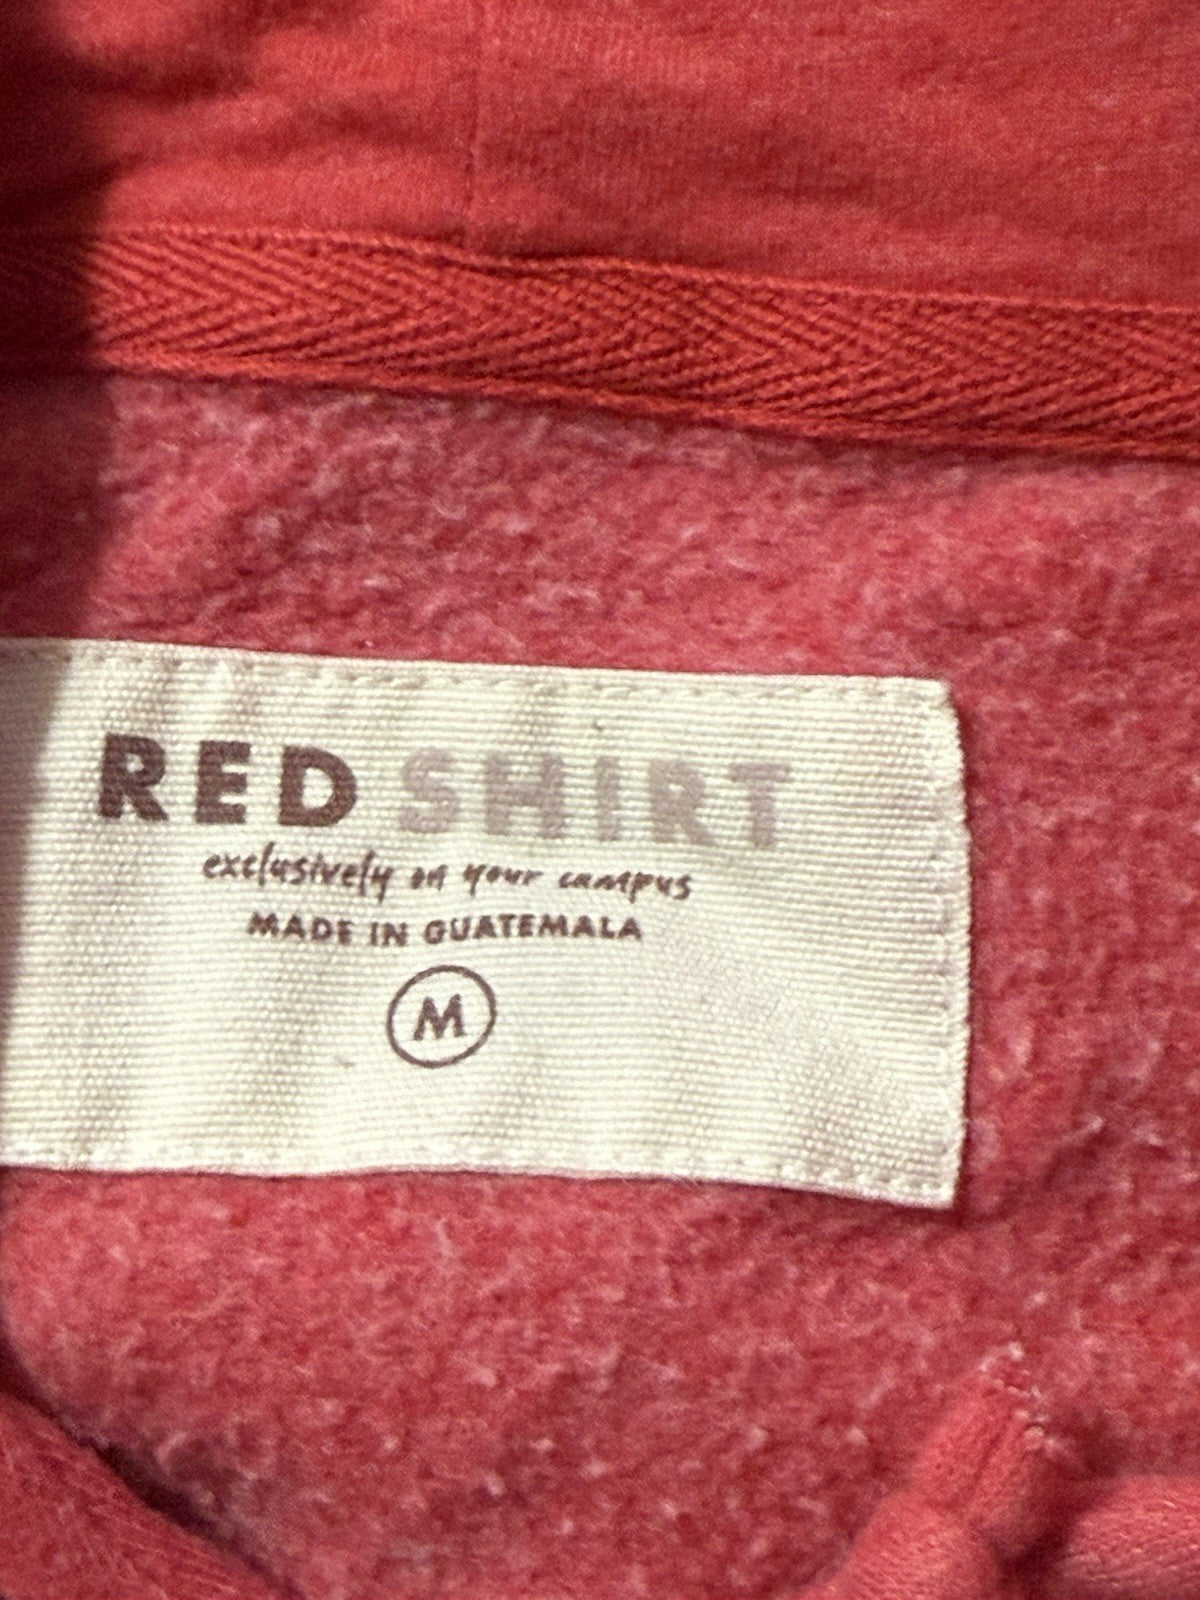 RED SHIRT
exclusively on your campus
MADE IN GUATEMALA
M